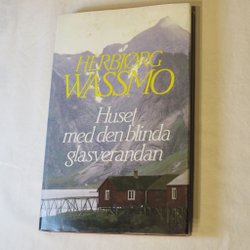 HERBJØRG
WASSMO
Huset
med den blinda
glasverandan